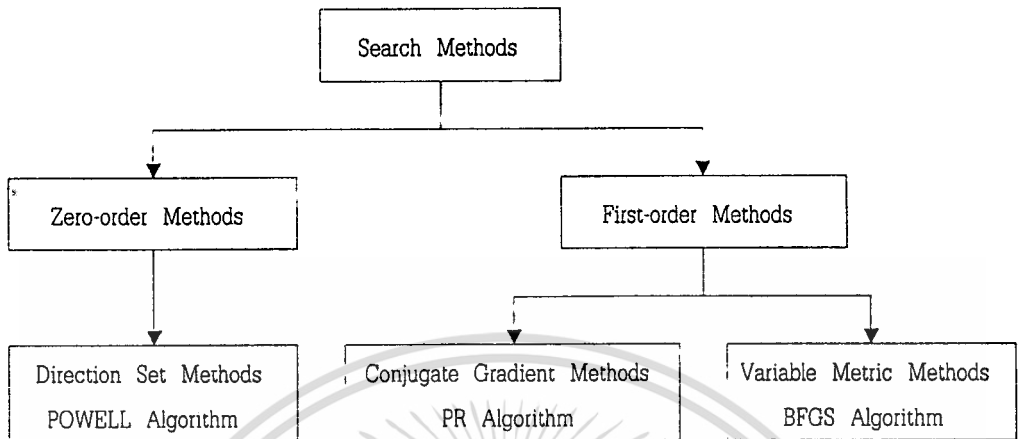 Search Methods
Zero-order Methods
First-order Methods
Direction Set Methods
POWELL Algorithm
Conjugate Gradient Methods
PR Algorithm
Variable Metric Methods
BFGS Algorithm